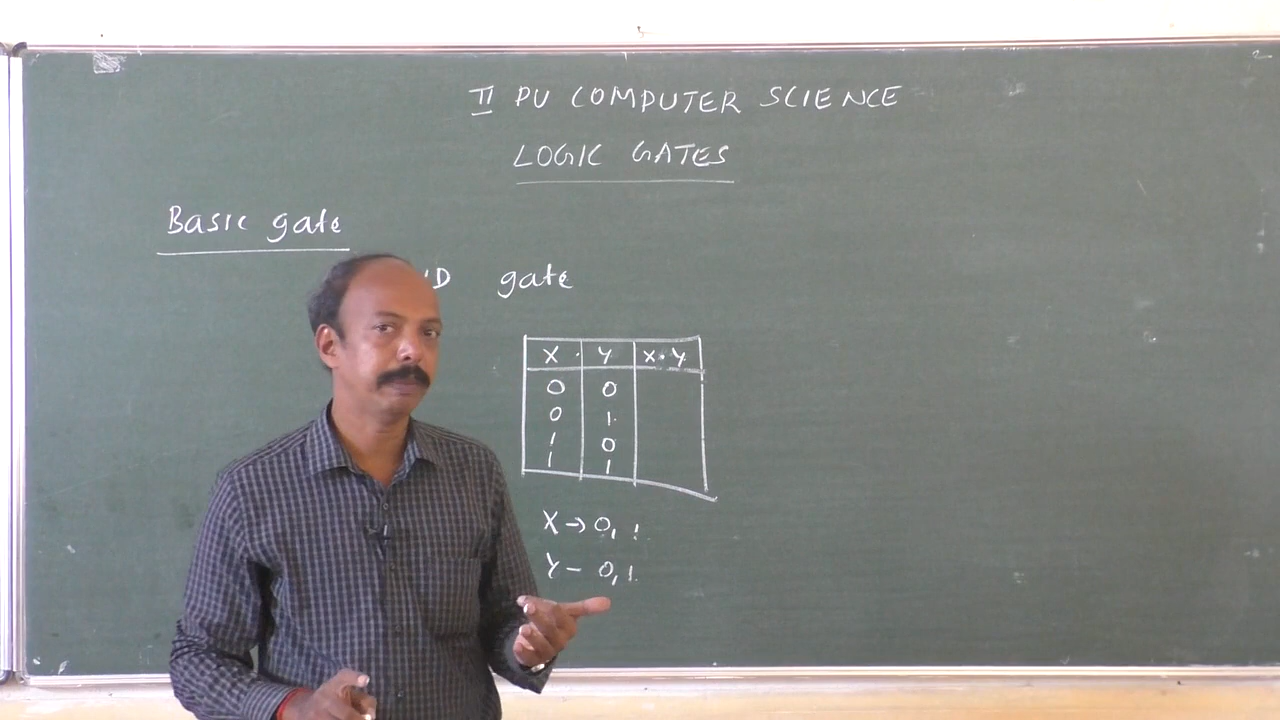 II PU COMPUTER SCIENCE
LOGIC GATES
Basic gate
gate
X . Y X.Y
0 0
0 1
1 0
1 1
X → 0, 1
Y - 0, 1